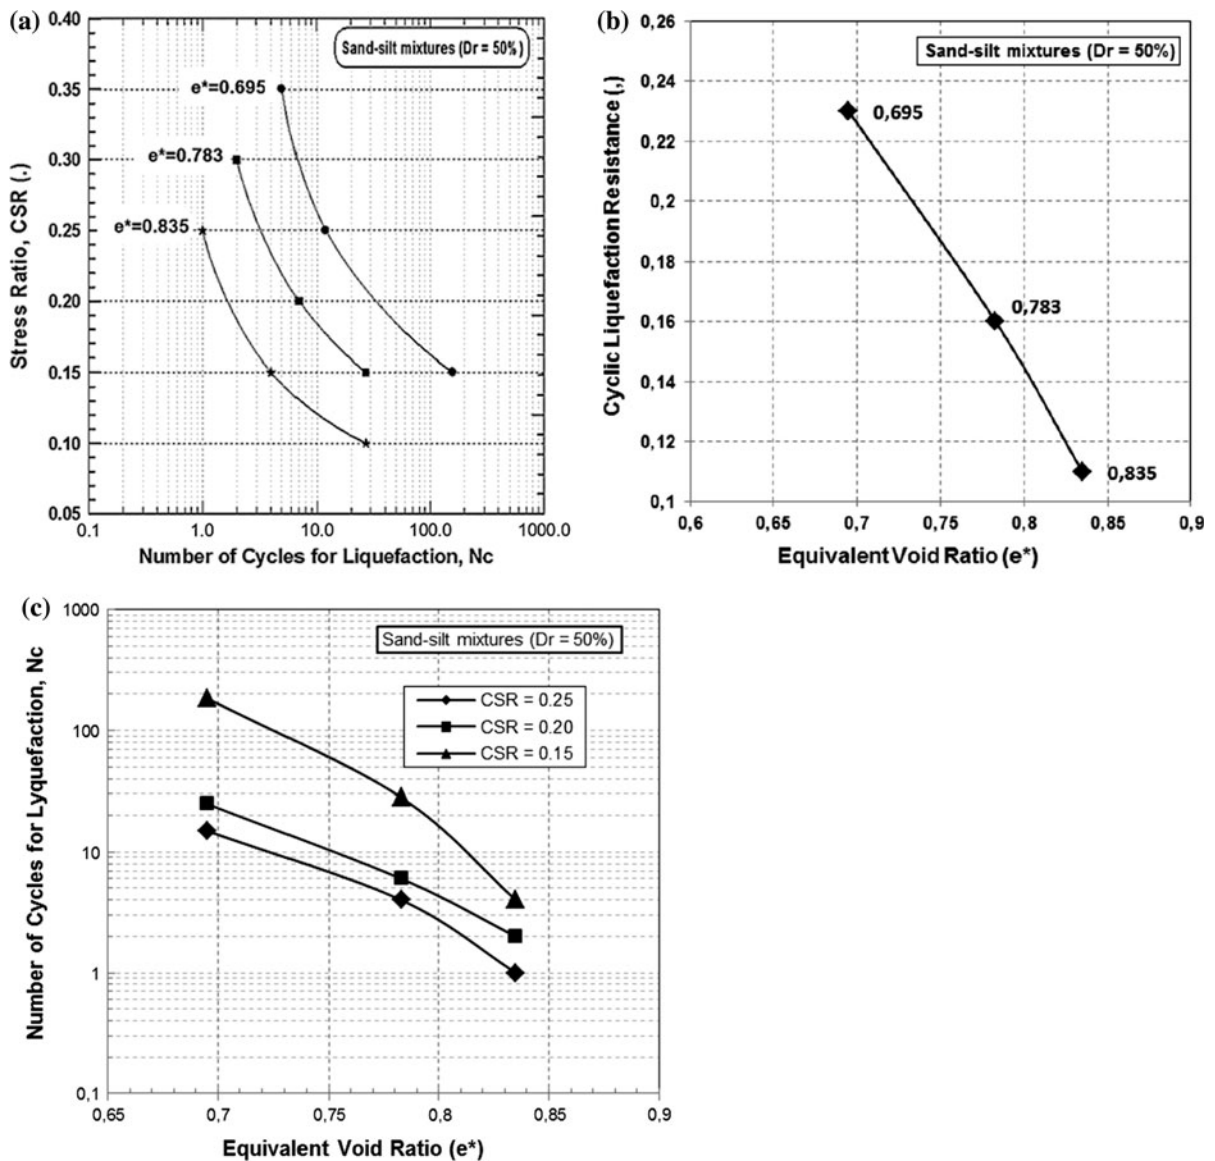 (a)
Sand-silt mixtures (Dr = 50%)
e*=0.695
e*=0.783
e*=0.835
Stress Ratio, CSR (,)
0.40
0.35
0.30
0.25
0.20
0.15
0.10
0.05
0.1 1.0 10.0 100.0 1000.0
Number of Cycles for Liquefaction, Nc
(b)
Sand-silt mixtures (Dr = 50%)
0,695
0,783
0,835
Cyclic Liquefaction Resistance (,)
0,26
0,24
0,22
0,2
0,18
0,16
0,14
0,12
0,1
0,6 0,65 0,7 0,75 0,8 0,85 0,9
Equivalent Void Ratio (e*)
(c)
Sand-silt mixtures (Dr = 50%)
CSR = 0.25
CSR = 0.20
CSR = 0.15
Number of Cycles for Lyquefaction, Nc
1000
100
10
1
0,1
0,65 0,7 0,75 0,8 0,85 0,9
Equivalent Void Ratio (e*)